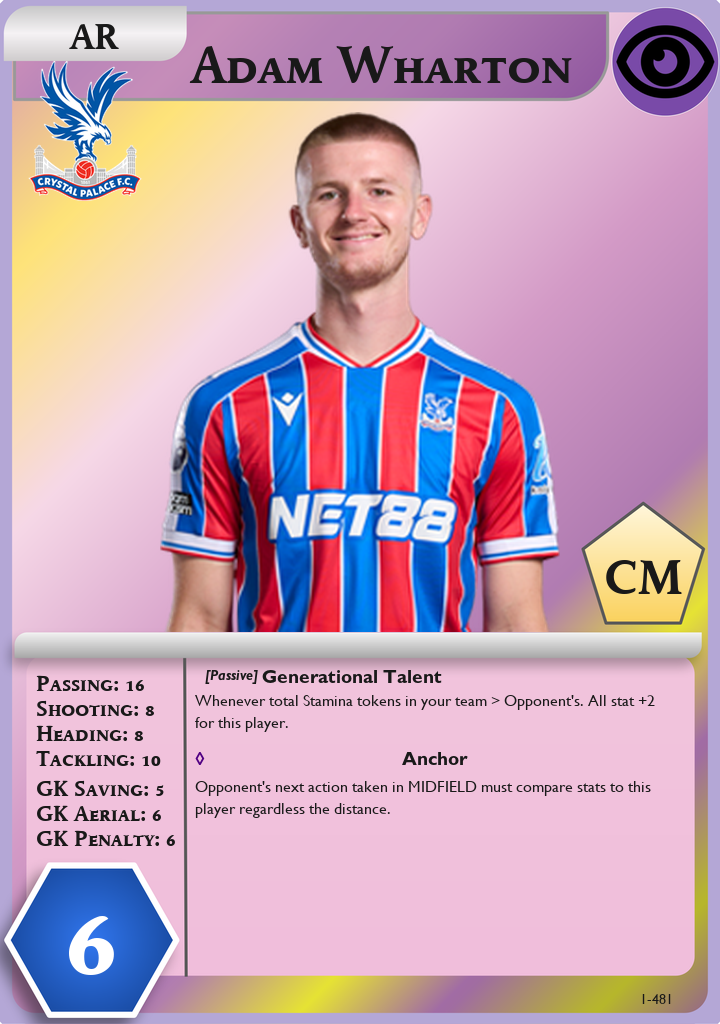 AR
Adam Wharton
CRYSTAL PALACE F.C.
NET88
CM
Passing: 16
Shooting: 8
Heading: 8
Tackling: 10
GK Saving: 5
GK Aerial: 6
GK Penalty: 6
6
[Passive] Generational Talent
Whenever total Stamina tokens in your team > Opponent's. All stat +2
for this player.
◊ Anchor
Opponent's next action taken in MIDFIELD must compare stats to this
player regardless the distance.
1-481